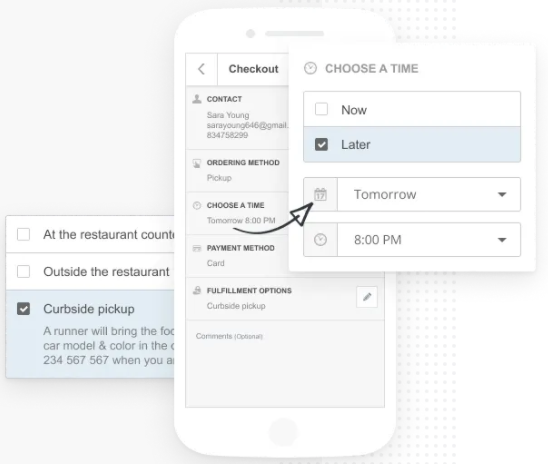 Checkout
CONTACT
Sara Young
sarayoung646@gmail.
834758299
ORDERING METHOD
Pickup
CHOOSE A TIME
Tomorrow 8:00 PM
PAYMENT METHOD
Card
FULFILLMENT OPTIONS
Curbside pickup
Comments (Optional)
CHOOSE A TIME
Now
Later
17
Tomorrow
8:00 PM
At the restaurant
Outside the restaurant
Curbside pickup
A runner will bring the
car model & color in the
234 567 567 when you